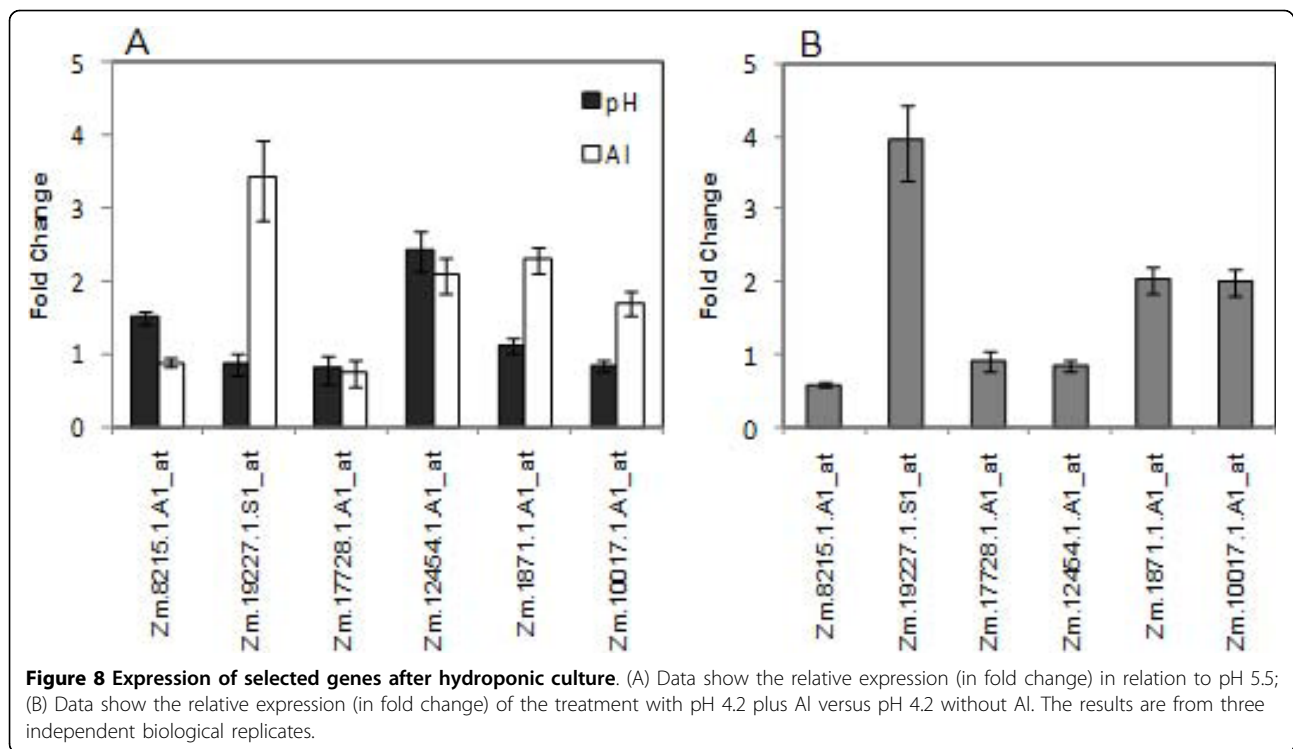 A
5
4
3
2
1
0
Fold Change
pH
Al
Zm.8215.1.A1_at
Zm.19227.1.S1_at
Zm.17728.1.A1_at
Zm.12454.1.A1_at
Zm.1871.1.A1_at
Zm.10017.1.A1_at
B
5
4
3
2
1
0
Fold Change
Zm.8215.1.A1_at
Zm.19227.1.S1_at
Zm.17728.1.A1_at
Zm.12454.1.A1_at
Zm.1871.1.A1_at
Zm.10017.1.A1_at
Figure 8 Expression of selected genes after hydroponic culture. (A) Data show the relative expression (in fold change) in relation to pH 5.5;
(B) Data show the relative expression (in fold change) of the treatment with pH 4.2 plus Al versus pH 4.2 without Al. The results are from three
independent biological replicates.